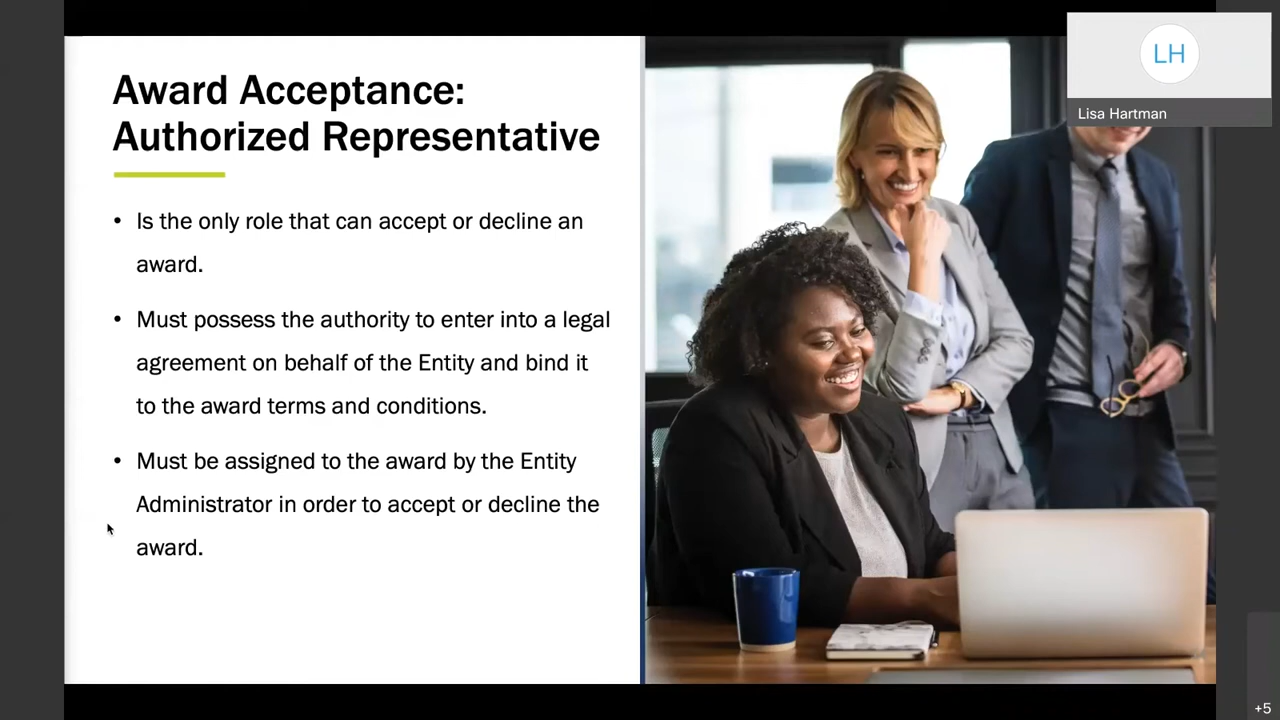 Award Acceptance:
Authorized Representative
• Is the only role that can accept or decline an
award.
• Must possess the authority to enter into a legal
agreement on behalf of the Entity and bind it
to the award terms and conditions.
• Must be assigned to the award by the Entity
Administrator in order to accept or decline the
award.
LH
Lisa Hartman
+5